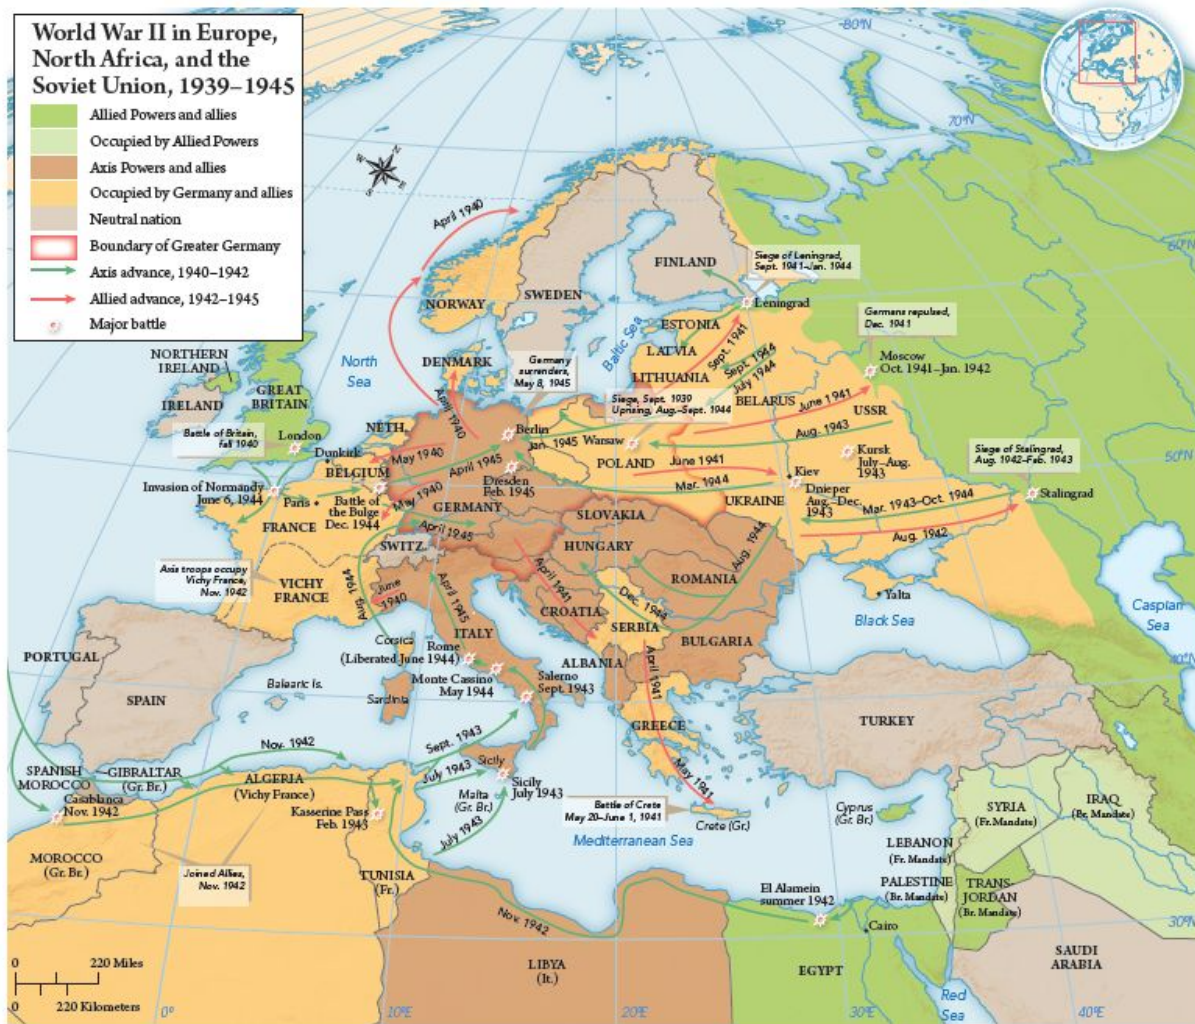 World War II in Europe,
North Africa, and the
Soviet Union, 1939–1945
Allied Powers and allies
Occupied by Allied Powers
Axis Powers and allies
Occupied by Germany and allies
Neutral nation
Boundary of Greater Germany
Axis advance, 1940–1942
Allied advance, 1942–1945
Major battle
80°N
70°N
60°N
50°N
40°N
30°N
April 1940
FINLAND
Siege of Leningrad,
Sept. 1941–Jan. 1944
Leningrad
NORWAY
SWEDEN
ESTONIA
Baltic Sea
Germans repulsed,
Dec. 1941
NORTHERN
IRELAND
North
Sea
DENMARK
Germany
surrenders,
May 8, 1945
LATVIA
Sept. 1941
Sept. 1944
July 1944
Moscow
Oct. 1941–Jan. 1942
LITHUANIA
IRELAND
GREAT
BRITAIN
April 1940
Siege, Sept. 1939
Uprising, Aug.–Sept. 1944
BELARUS
June 1941
USSR
Battle of Britain,
fall 1940
London
NETH.
Berlin
Jan. 1945
Warsaw
Aug. 1943
Dunkirk
BELGIUM
May 1940
April 1945
POLAND
June 1941
Kursk
July–Aug.
1943
Siege of Stalingrad,
Aug. 1942–Feb. 1943
Invasion of Normandy
June 6, 1944
Paris
Battle of
the Bulge
Dec. 1944
May 1940
Dresden
Feb. 1945
Mar. 1944
Kiev
Dnieper
Aug.–Dec.
1943
Stalingrad
Mar. 1943–Oct. 1944
FRANCE
GERMANY
April 1945
SLOVAKIA
UKRAINE
Aug. 1942
SWITZ.
HUNGARY
Aug. 1944
Axis troops occupy
Vichy France,
Nov. 1942
VICHY
FRANCE
Aug. 1944
June
1940
April 1945
April 1941
Dec. 1944
ROMANIA
Yalta
CROATIA
SERBIA
Black Sea
Caspian
Sea
PORTUGAL
Corsica
ITALY
Rome
(Liberated June 1944)
BULGARIA
ALBANIA
April 1941
SPAIN
Balearic Is.
Sardinia
Monte Cassino
May 1944
Salerno
Sept. 1943
GREECE
TURKEY
Nov. 1942
Sept. 1943
SPANISH
MOROCCO
GIBRALTAR
(Gr. Br.)
ALGERIA
(Vichy France)
July 1943
Sicily
Sicily
July 1943
May 1941
Casablanca
Nov. 1942
Kasserine Pass
Feb. 1943
Malta
(Gr. Br.)
July 1943
Battle of Crete
May 20–June 1, 1941
Crete (Gr.)
Cyprus
(Gr. Br.)
SYRIA
(Fr. Mandate)
IRAQ
(Br. Mandate)
Mediterranean Sea
LEBANON
(Fr. Mandate)
MOROCCO
(Gr. Br.)
Joined Allies,
Nov. 1942
TUNISIA
(Fr.)
El Alamein
summer 1942
PALESTINE
(Br. Mandate)
TRANS-
JORDAN
(Br. Mandate)
Nov. 1942
Cairo
LIBYA
(It.)
EGYPT
SAUDI
ARABIA
Red
Sea
0 220 Miles
0 220 Kilometers
0°
10°E
20°E
30°E
40°E